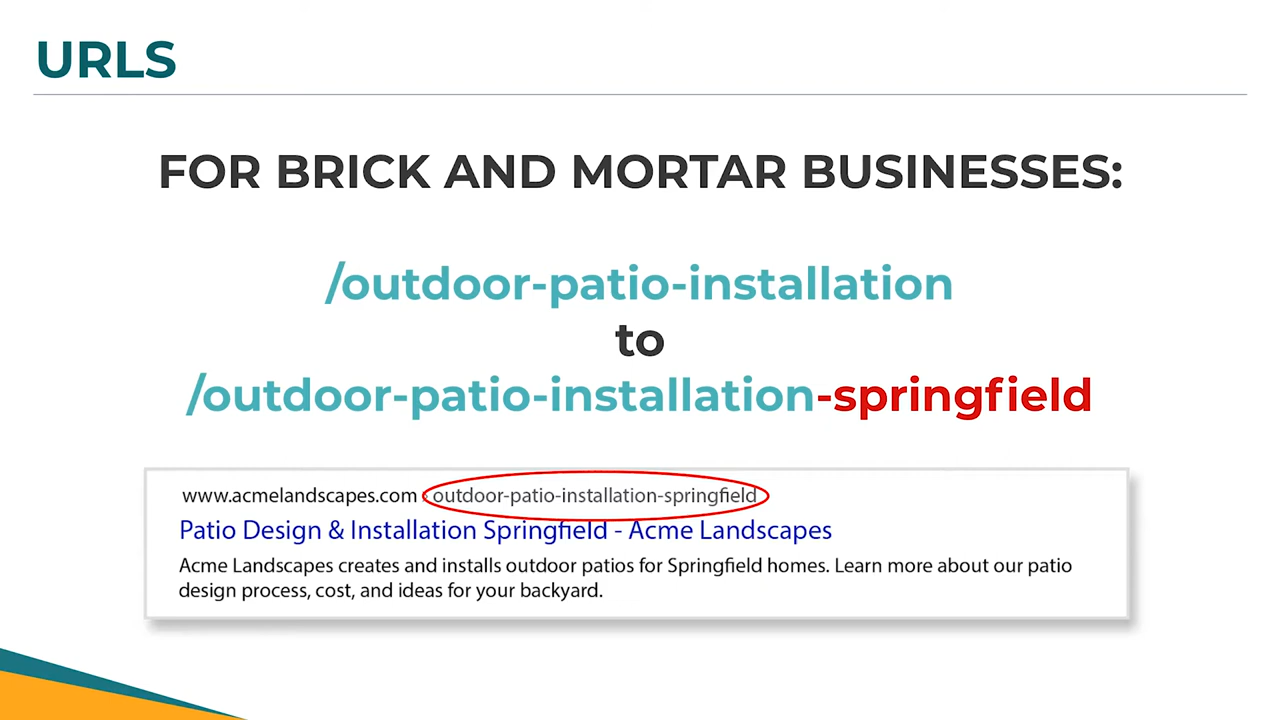 URLS
FOR BRICK AND MORTAR BUSINESSES:
/outdoor-patio-installation
to
/outdoor-patio-installation-springfield
www.acmelandscapes.com › outdoor-patio-installation-springfield
Patio Design & Installation Springfield - Acme Landscapes
Acme Landscapes creates and installs outdoor patios for Springfield homes. Learn more about our patio
design process, cost, and ideas for your backyard.